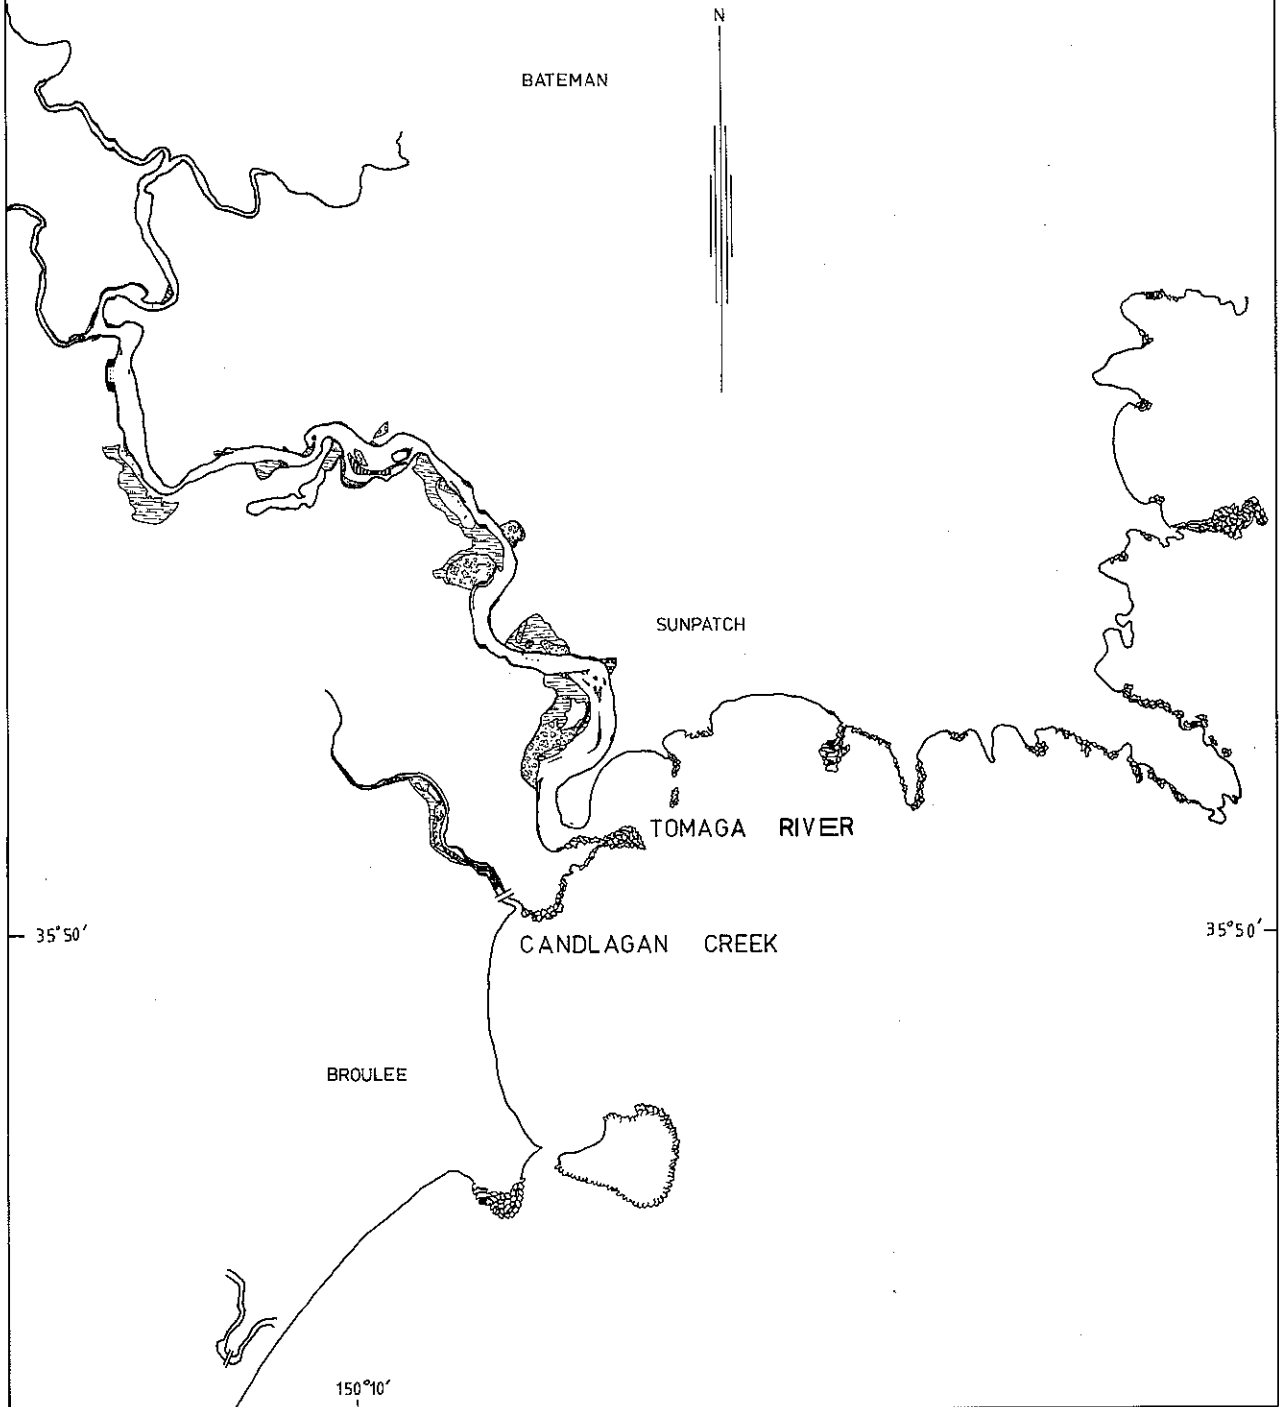 N
BATEMAN
SUNPATCH
TOMAGA RIVER
35°50'
35°50'
CANDLAGAN CREEK
BROULEE
150°10'